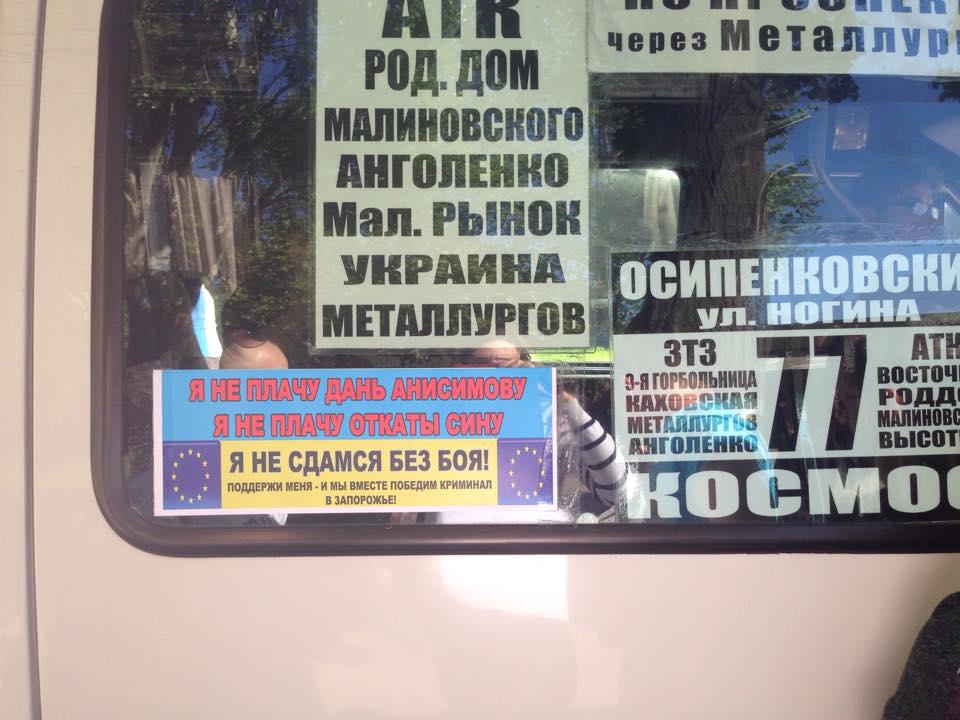 АТК
РОД. ДОМ
МАЛИНОВСКОГО
АНГОЛЕНКО
Мал. РЫНОК
УКРАИНА
МЕТАЛЛУРГОВ
через Металлург
ОСИПЕНКОВСКИ
ул. НОГИНА
ЗТЗ
9-Я ГОРБОЛЬНИЦА
КАХОВСКАЯ
МЕТАЛЛУРГОВ
АНГОЛЕНКО
77
АТК
ВОСТОЧН
РОДДО
МАЛИНОВС
ВЫСОТН
КОСМОС
Я НЕ ПЛАЧУ ДАНЬ АНИСИМОВУ
Я НЕ ПЛАЧУ ОТКАТЫ СИНУ
Я НЕ СДАМСЯ БЕЗ БОЯ!
ПОДДЕРЖИ МЕНЯ - И МЫ ВМЕСТЕ ПОБЕДИМ КРИМИНАЛ
В ЗАПОРОЖЬЕ!